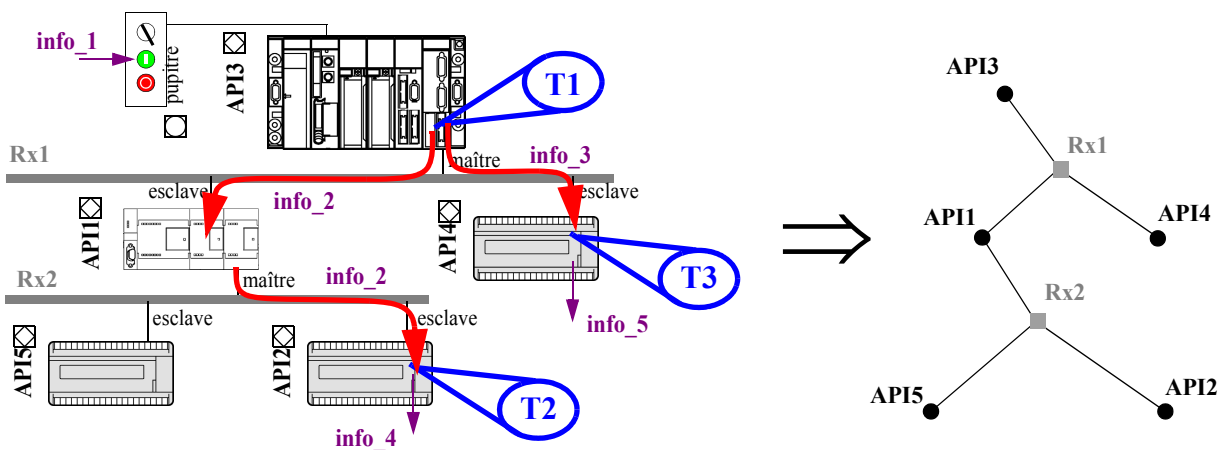 info_1
pupitre
API3
T1
Rx1
maître
info_3
esclave
info_2
esclave
API1
API4
T3
Rx2
maître
info_2
esclave
esclave
info_5
API5
API2
T2
info_4
API3
Rx1
API1
API4
Rx2
API5
API2